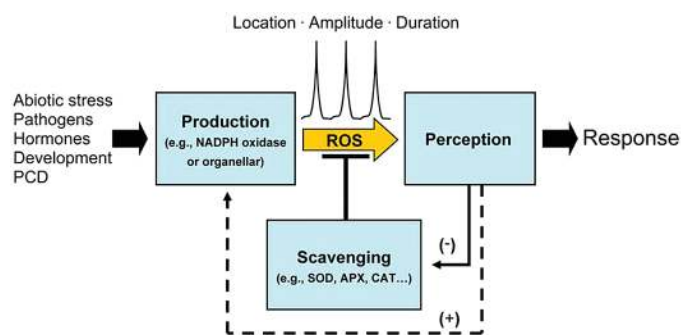 Location · Amplitude · Duration
Abiotic stress
Pathogens
Hormones
Development
PCD
Production
(e.g., NADPH oxidase
or organellar)
ROS
Perception
Response
Scavenging
(e.g., SOD, APX, CAT...)
(-)
(+)